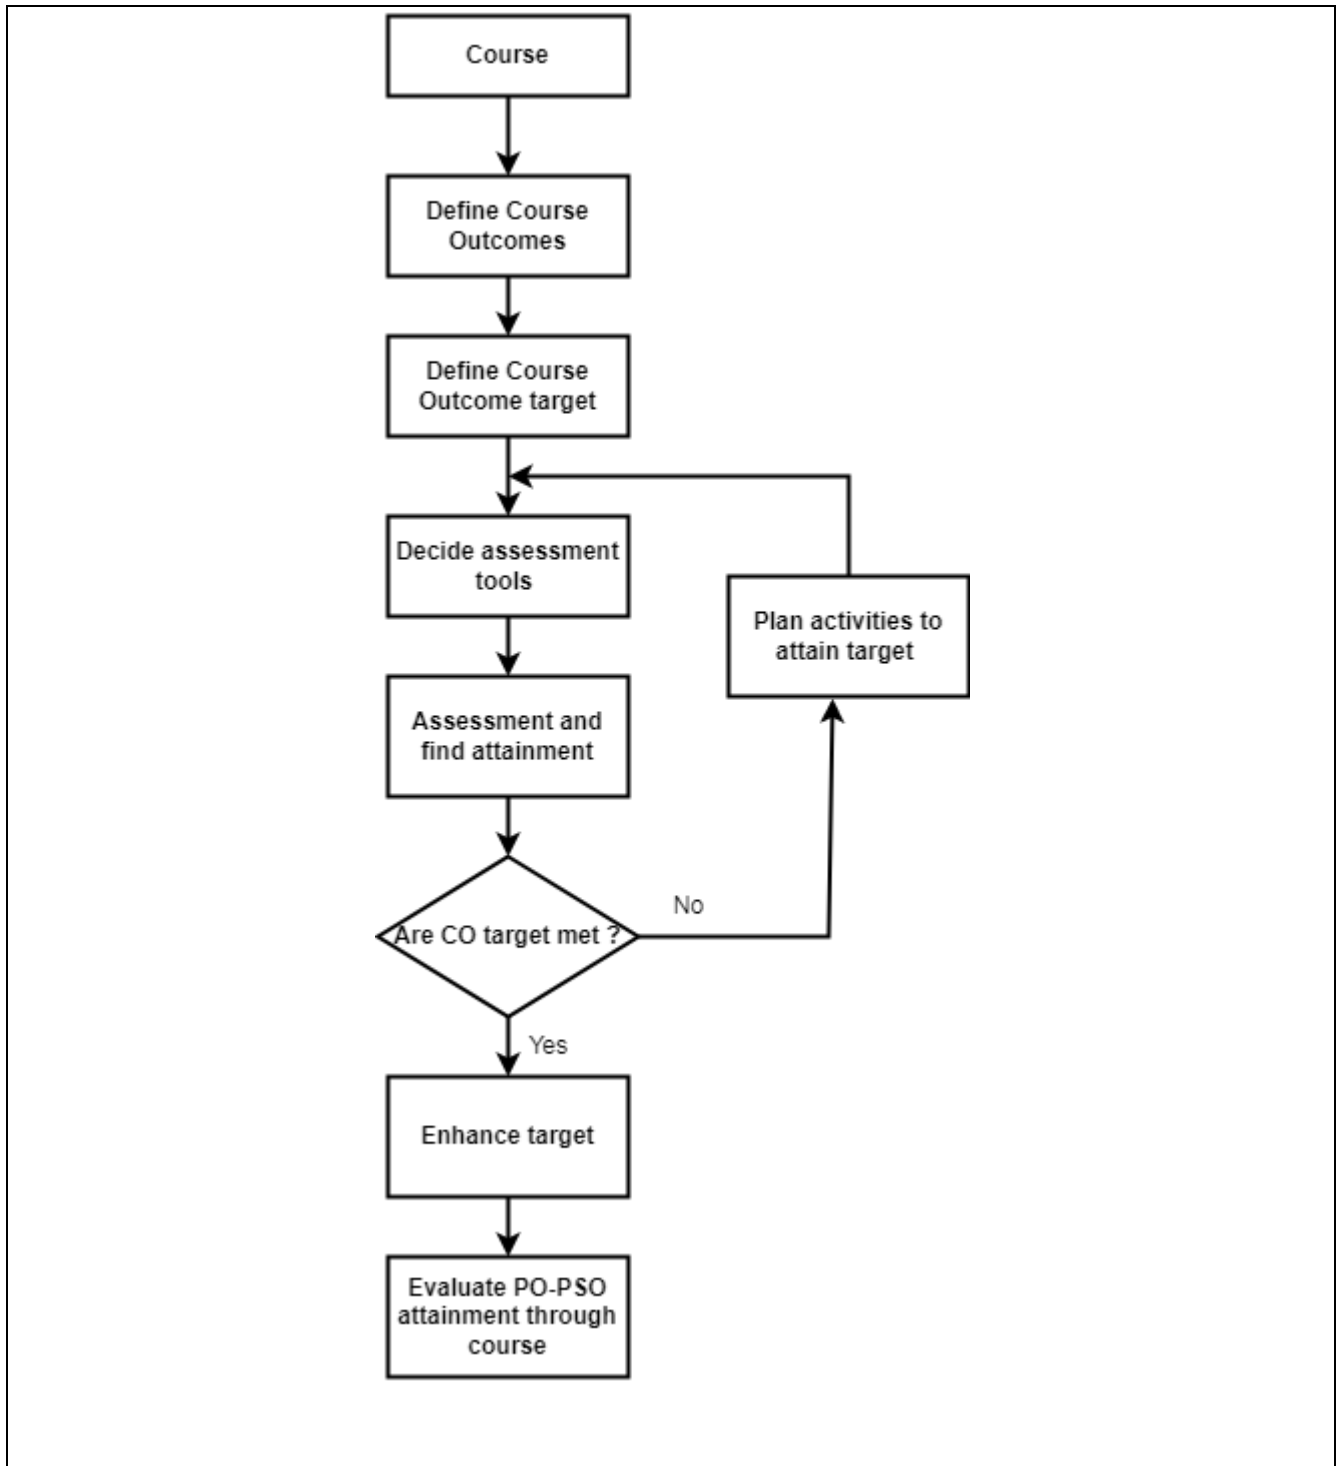 Course
Define Course
Outcomes
Define Course
Outcome target
Decide assessment
tools
Plan activities to
attain target
Assessment and
find attainment
No
Are CO target met ?
Yes
Enhance target
Evaluate PO-PSO
attainment through
course